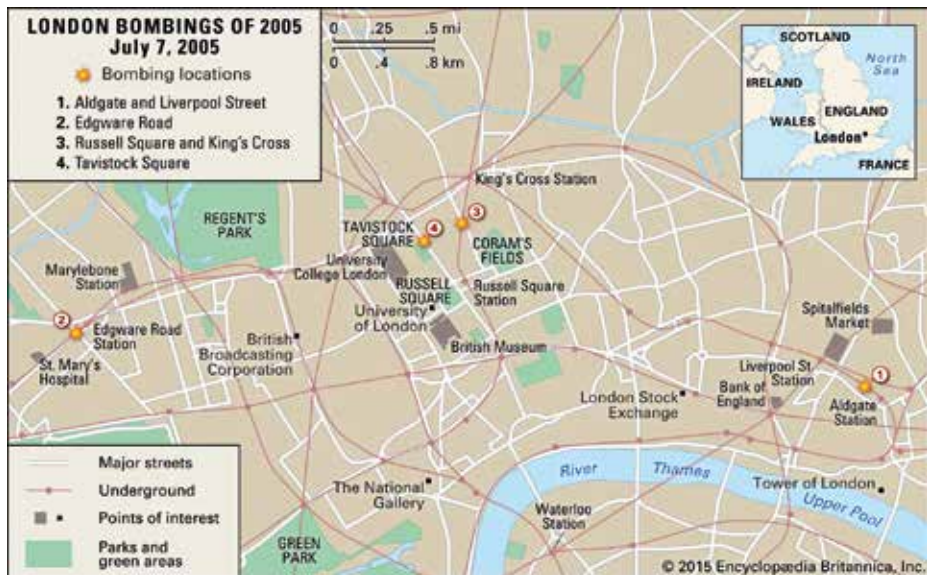 LONDON BOMBINGS OF 2005
July 7, 2005
Bombing locations
1. Aldgate and Liverpool Street
2. Edgware Road
3. Russell Square and King's Cross
4. Tavistock Square
0 .25 .5 mi
0 .4 .8 km
SCOTLAND
North
Sea
IRELAND
ENGLAND
WALES
London
FRANCE
King's Cross Station
REGENT'S
PARK
TAVISTOCK
SQUARE
4
3
CORAM'S
FIELDS
University
College London
Marylebone
Station
RUSSELL
SQUARE
Russell Square
Station
University
of London
Spitalfields
Market
2
Edgware Road
Station
British
Broadcasting
Corporation
British Museum
St. Mary's
Hospital
Liverpool St.
Station
1
Bank of
England
London Stock
Exchange
Aldgate
Station
Major streets
Underground
Points of interest
Parks and
green areas
The National
Gallery
River Thames
Tower of London
Upper Pool
Waterloo
Station
GREEN
PARK
© 2015 Encyclopædia Britannica, Inc.